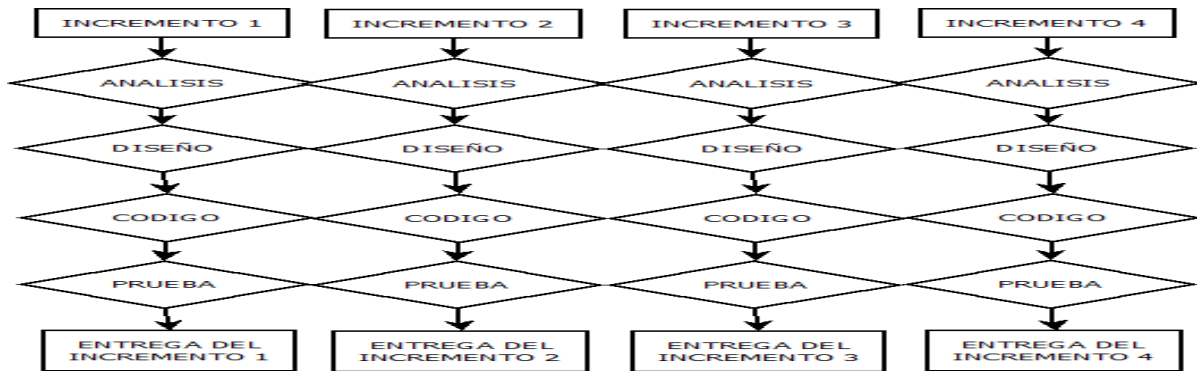 INCREMENTO 1
INCREMENTO 2
INCREMENTO 3
INCREMENTO 4
ANALISIS
ANALISIS
ANALISIS
ANALISIS
DISEÑO
DISEÑO
DISEÑO
DISEÑO
CODIGO
CODIGO
CODIGO
CODIGO
PRUEBA
PRUEBA
PRUEBA
PRUEBA
ENTREGA DEL
INCREMENTO 1
ENTREGA DEL
INCREMENTO 2
ENTREGA DEL
INCREMENTO 3
ENTREGA DEL
INCREMENTO 4